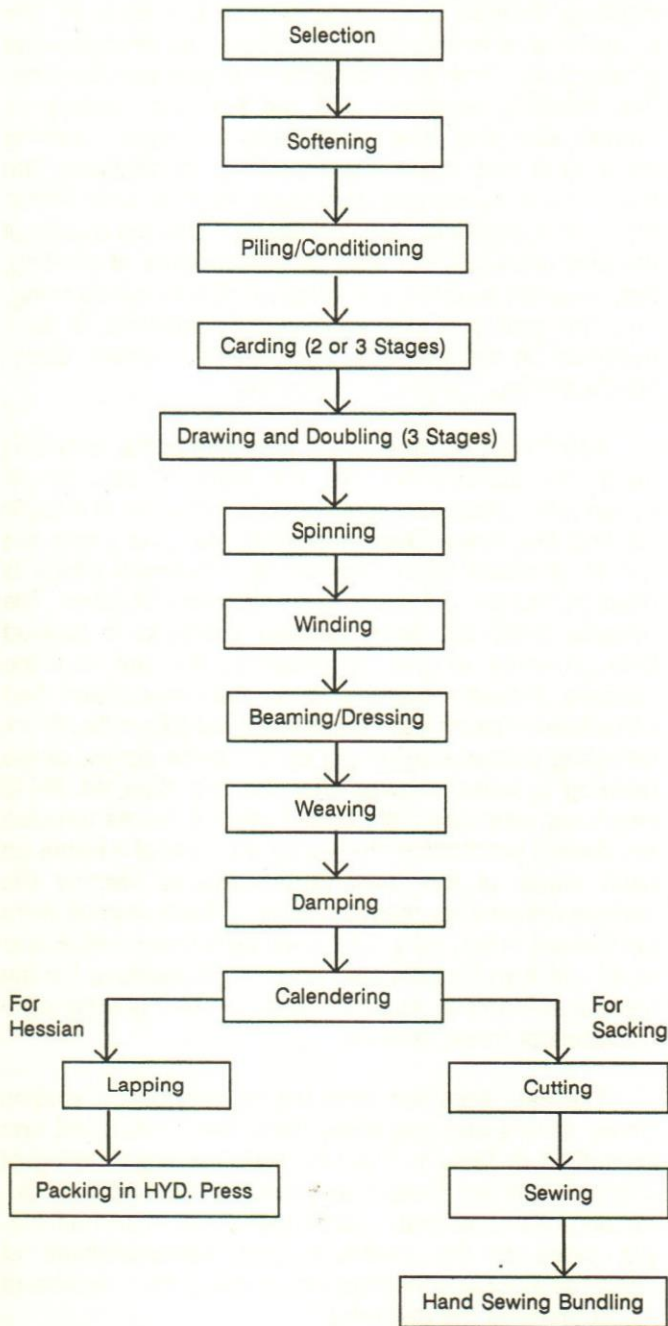 Selection
Softening
Piling/Conditioning
Carding (2 or 3 Stages)
Drawing and Doubling (3 Stages)
Spinning
Winding
Beaming/Dressing
Weaving
Damping
Calendering
For
Hessian
For
Sacking
Lapping
Cutting
Packing in HYD. Press
Sewing
Hand Sewing Bundling